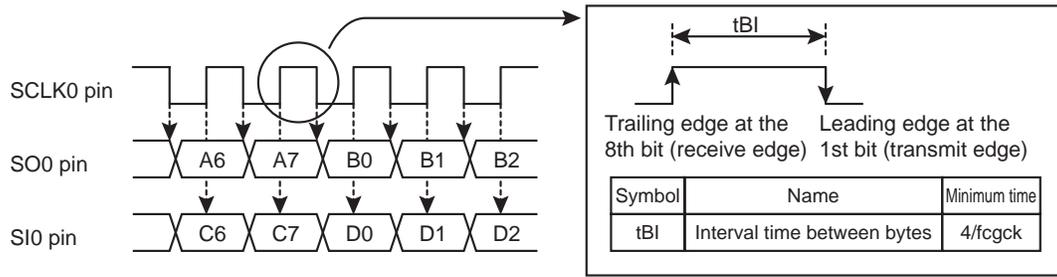 SCLK0 pin
SO0 pin
A6 A7 B0 B1 B2
SI0 pin
C6 C7 D0 D1 D2
tBI
Trailing edge at the
8th bit (receive edge)
Leading edge at the
1st bit (transmit edge)
Symbol Name Minimum time
tBI Interval time between bytes 4/fcgck